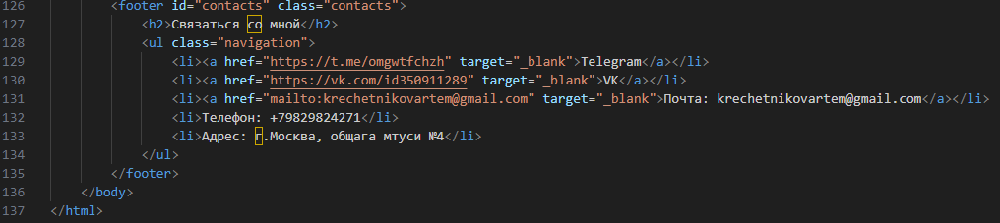 126 <footer id="contacts" class="contacts">
127 <h2>Связаться со мной</h2>
128 <ul class="navigation">
129 <li><a href="https://t.me/omgwtfchzh" target="_blank">Telegram</a></li>
130 <li><a href="https://vk.com/id350911289" target="_blank">VK</a></li>
131 <li><a href="mailto:krechetnikovartem@gmail.com" target="_blank">Почта: krechetnikovartem@gmail.com</a></li>
132 <li>Телефон: +79829824271</li>
133 <li>Адрес: г.Москва, общага мтуси №4</li>
134 </ul>
135 </footer>
136 </body>
137 </html>